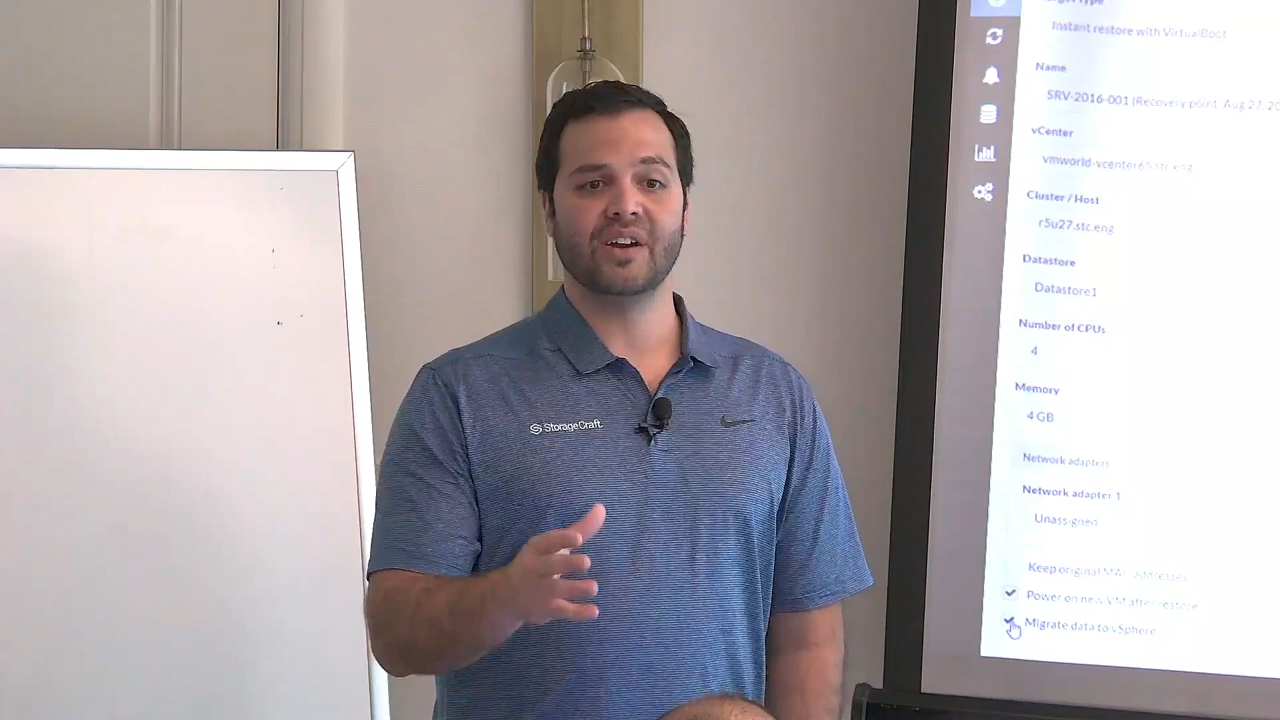 StorageCraft
Instant restore with VirtualBoot
Name
SRV-2016-001 (Recovery point Aug 27, 20
vCenter
Cluster / Host
r5u27.stc.eng
Datastore
Datastore1
Number of CPUs
4
Memory
4 GB
Network adapters
Network adapter 1
Unassigned
Keep original MAC addresses
Power on new VM after restore
Migrate data to vSphere